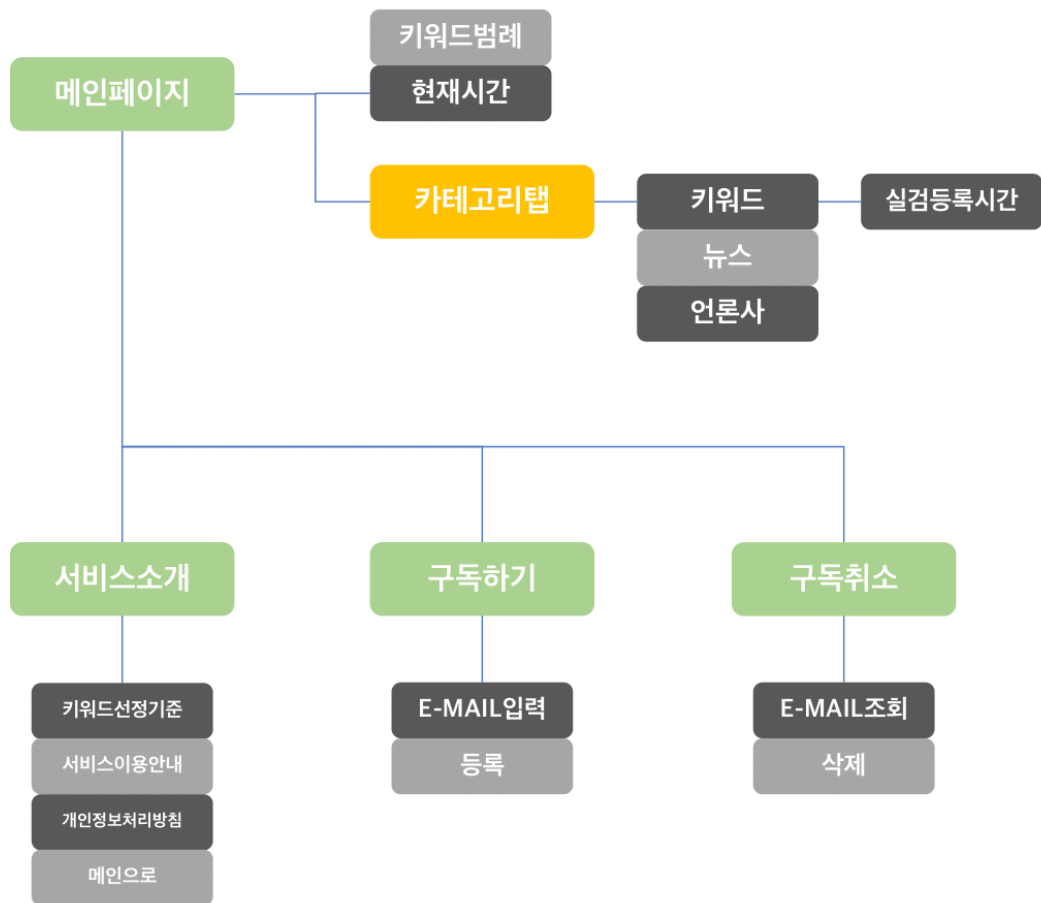 키워드범례
메인페이지
현재시간
카테고리탭
키워드
실검등록시간
뉴스
언론사
서비스소개
구독하기
구독취소
키워드선정기준
E-MAIL입력
E-MAIL조회
서비스이용안내
등록
삭제
개인정보처리방침
메인으로